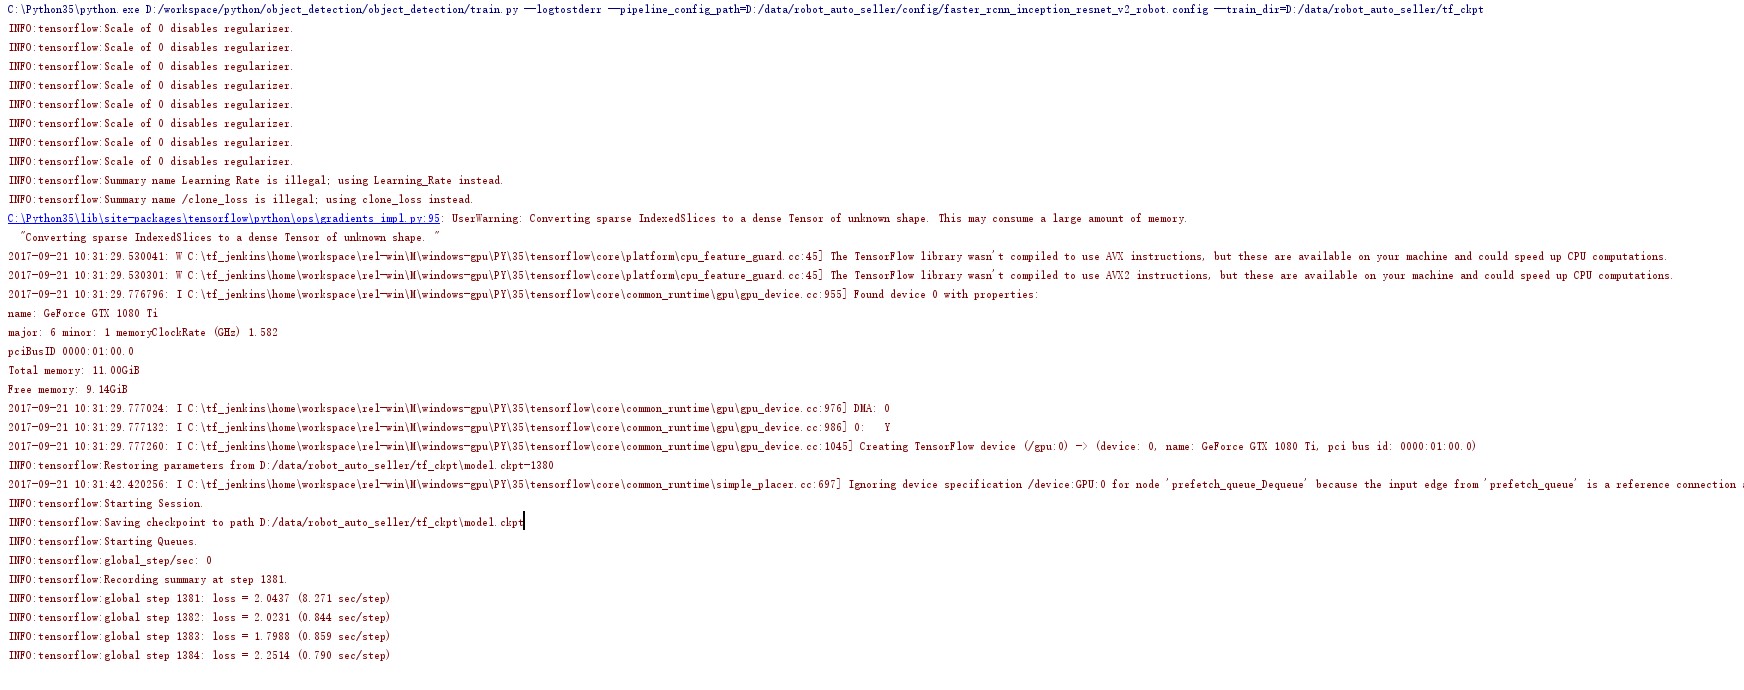 C:\Python35\python.exe D:/workspace/python/object_detection/object_detection/train.py --logtostderr --pipeline_config_path=D:/data/robot_auto_seller/config/faster_rcnn_inception_resnet_v2_robot.config --train_dir=D:/data/robot_auto_seller/tf_ckpt
INFO:tensorflow:Scale of 0 disables regularizer.
INFO:tensorflow:Scale of 0 disables regularizer.
INFO:tensorflow:Scale of 0 disables regularizer.
INFO:tensorflow:Scale of 0 disables regularizer.
INFO:tensorflow:Scale of 0 disables regularizer.
INFO:tensorflow:Scale of 0 disables regularizer.
INFO:tensorflow:Scale of 0 disables regularizer.
INFO:tensorflow:Scale of 0 disables regularizer.
INFO:tensorflow:Summary name Learning Rate is illegal; using Learning_Rate instead.
INFO:tensorflow:Summary name /clone_loss is illegal; using clone_loss instead.
C:\Python35\lib\site-packages\tensorflow\python\ops\gradients_impl.py:95: UserWarning: Converting sparse IndexedSlices to a dense Tensor of unknown shape. This may consume a large amount of memory.
"Converting sparse IndexedSlices to a dense Tensor of unknown shape. "
2017-09-21 10:31:29.530041: W C:\tf_jenkins\home\workspace\rel-win\M\windows-gpu\PY\35\tensorflow\core\platform\cpu_feature_guard.cc:45] The TensorFlow library wasn't compiled to use AVX instructions, but these are available on your machine and could speed up CPU computations.
2017-09-21 10:31:29.530301: W C:\tf_jenkins\home\workspace\rel-win\M\windows-gpu\PY\35\tensorflow\core\platform\cpu_feature_guard.cc:45] The TensorFlow library wasn't compiled to use AVX2 instructions, but these are available on your machine and could speed up CPU computations.
2017-09-21 10:31:29.776796: I C:\tf_jenkins\home\workspace\rel-win\M\windows-gpu\PY\35\tensorflow\core\common_runtime\gpu\gpu_device.cc:955] Found device 0 with properties:
name: GeForce GTX 1080 Ti
major: 6 minor: 1 memoryClockRate (GHz) 1.582
pciBusID 0000:01:00.0
Total memory: 11.00GiB
Free memory: 9.14GiB
2017-09-21 10:31:29.777024: I C:\tf_jenkins\home\workspace\rel-win\M\windows-gpu\PY\35\tensorflow\core\common_runtime\gpu\gpu_device.cc:976] DMA: 0
2017-09-21 10:31:29.777132: I C:\tf_jenkins\home\workspace\rel-win\M\windows-gpu\PY\35\tensorflow\core\common_runtime\gpu\gpu_device.cc:986] 0:   Y
2017-09-21 10:31:29.777260: I C:\tf_jenkins\home\workspace\rel-win\M\windows-gpu\PY\35\tensorflow\core\common_runtime\gpu\gpu_device.cc:1045] Creating TensorFlow device (/gpu:0) -> (device: 0, name: GeForce GTX 1080 Ti, pci bus id: 0000:01:00.0)
INFO:tensorflow:Restoring parameters from D:/data/robot_auto_seller/tf_ckpt\model.ckpt-1380
2017-09-21 10:31:42.420256: I C:\tf_jenkins\home\workspace\rel-win\M\windows-gpu\PY\35\tensorflow\core\common_runtime\simple_placer.cc:697] Ignoring device specification /device:GPU:0 for node 'prefetch_queue_Dequeue' because the input edge from 'prefetch_queue' is a reference connection
INFO:tensorflow:Starting Session.
INFO:tensorflow:Saving checkpoint to path D:/data/robot_auto_seller/tf_ckpt\model.ckpt
INFO:tensorflow:Starting Queues.
INFO:tensorflow:global_step/sec: 0
INFO:tensorflow:Recording summary at step 1381.
INFO:tensorflow:global step 1381: loss = 2.0437 (8.271 sec/step)
INFO:tensorflow:global step 1382: loss = 2.0231 (0.844 sec/step)
INFO:tensorflow:global step 1383: loss = 1.7988 (0.859 sec/step)
INFO:tensorflow:global step 1384: loss = 2.2514 (0.790 sec/step)